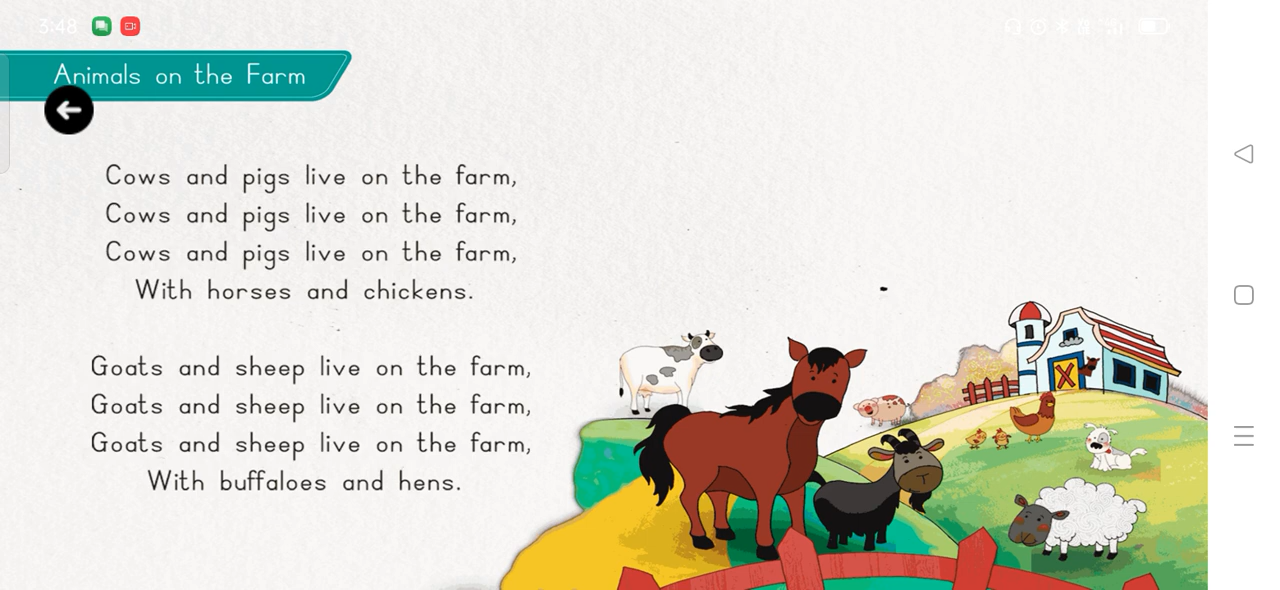 3:48
Animals on the Farm
Cows and pigs live on the farm,
Cows and pigs live on the farm,
Cows and pigs live on the farm,
With horses and chickens.
Goats and sheep live on the farm,
Goats and sheep live on the farm,
Goats and sheep live on the farm,
With buffaloes and hens.